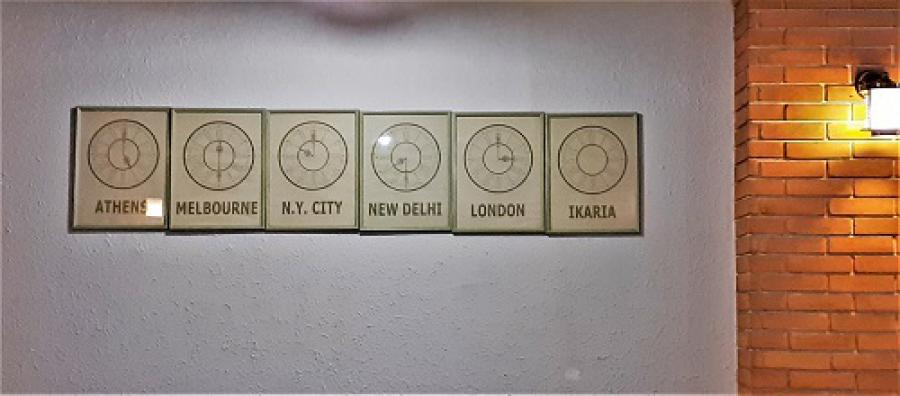 ATHENS
MELBOURNE
N.Y. CITY
NEW DELHI
LONDON
IKARIA